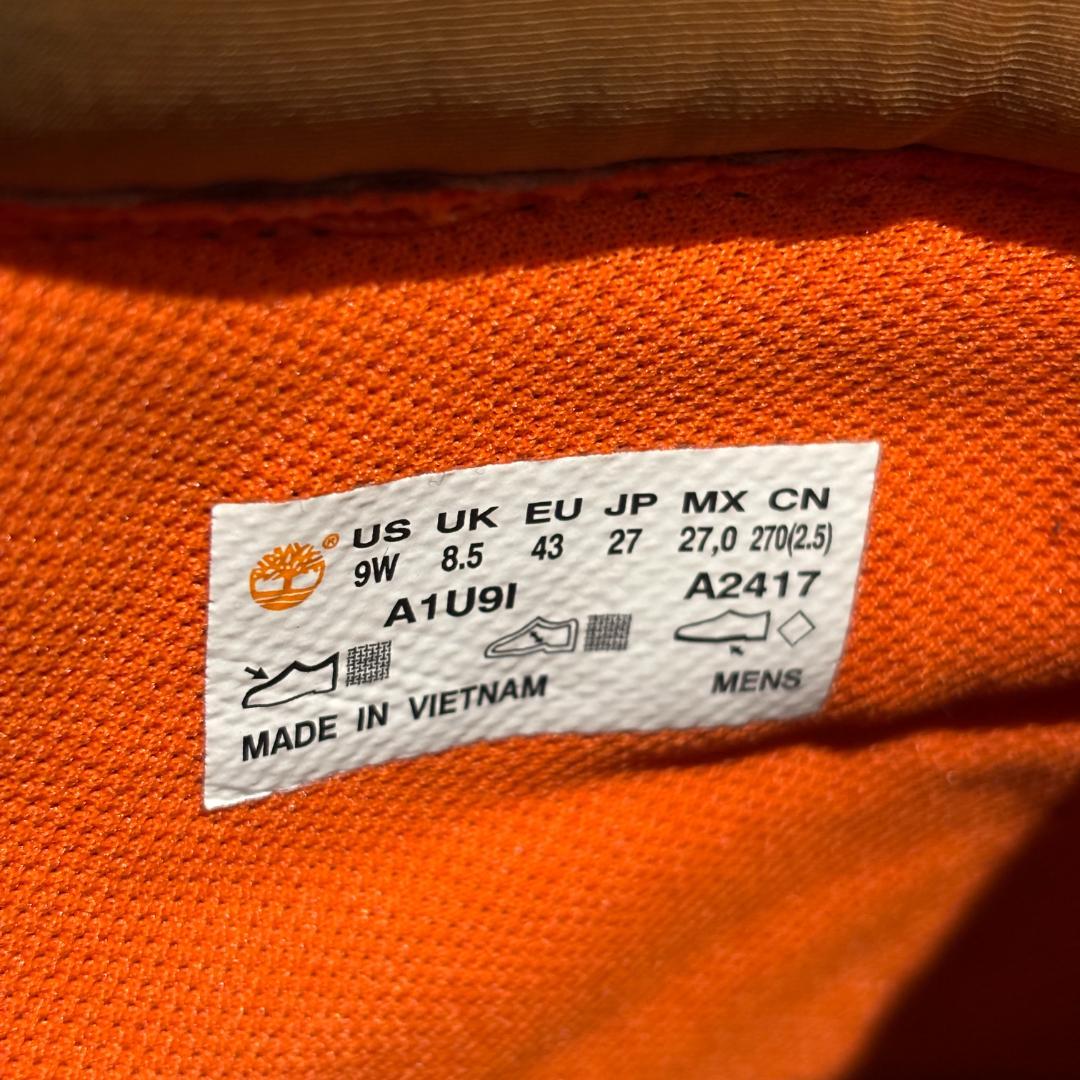 ® US UK EU JP MX CN
9W 8.5 43 27 27,0 270(2.5)
A1U9I A2417
MENS
MADE IN VIETNAM